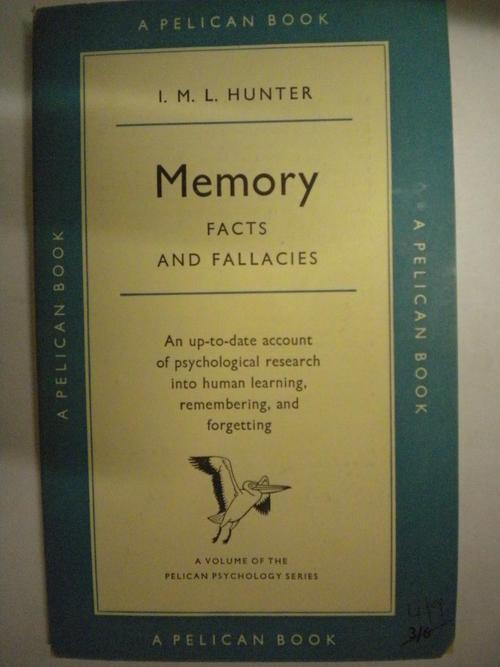 A PELICAN BOOK
I. M. L. HUNTER
Memory
FACTS
AND FALLACIES
An up-to-date account
of psychological research
into human learning,
remembering, and
forgetting
A VOLUME OF THE
PELICAN PSYCHOLOGY SERIES
A PELICAN BOOK
A PELICAN BOOK
A PELICAN BOOK
3/6